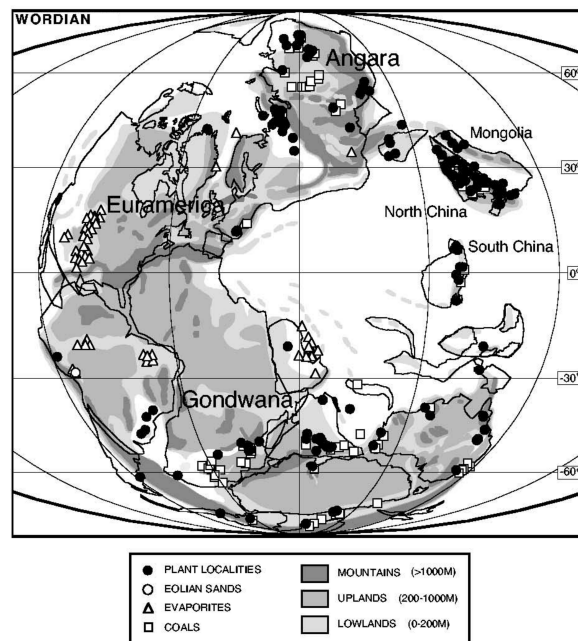 WORDIAN
Angara
60°
Mongolia
30°
Euramerica
North China
South China
0°
-30°
Gondwana
-60°
PLANT LOCALITIES
EOLIAN SANDS
EVAPORITES
COALS
MOUNTAINS (>1000M)
UPLANDS (200-1000M)
LOWLANDS (0-200M)